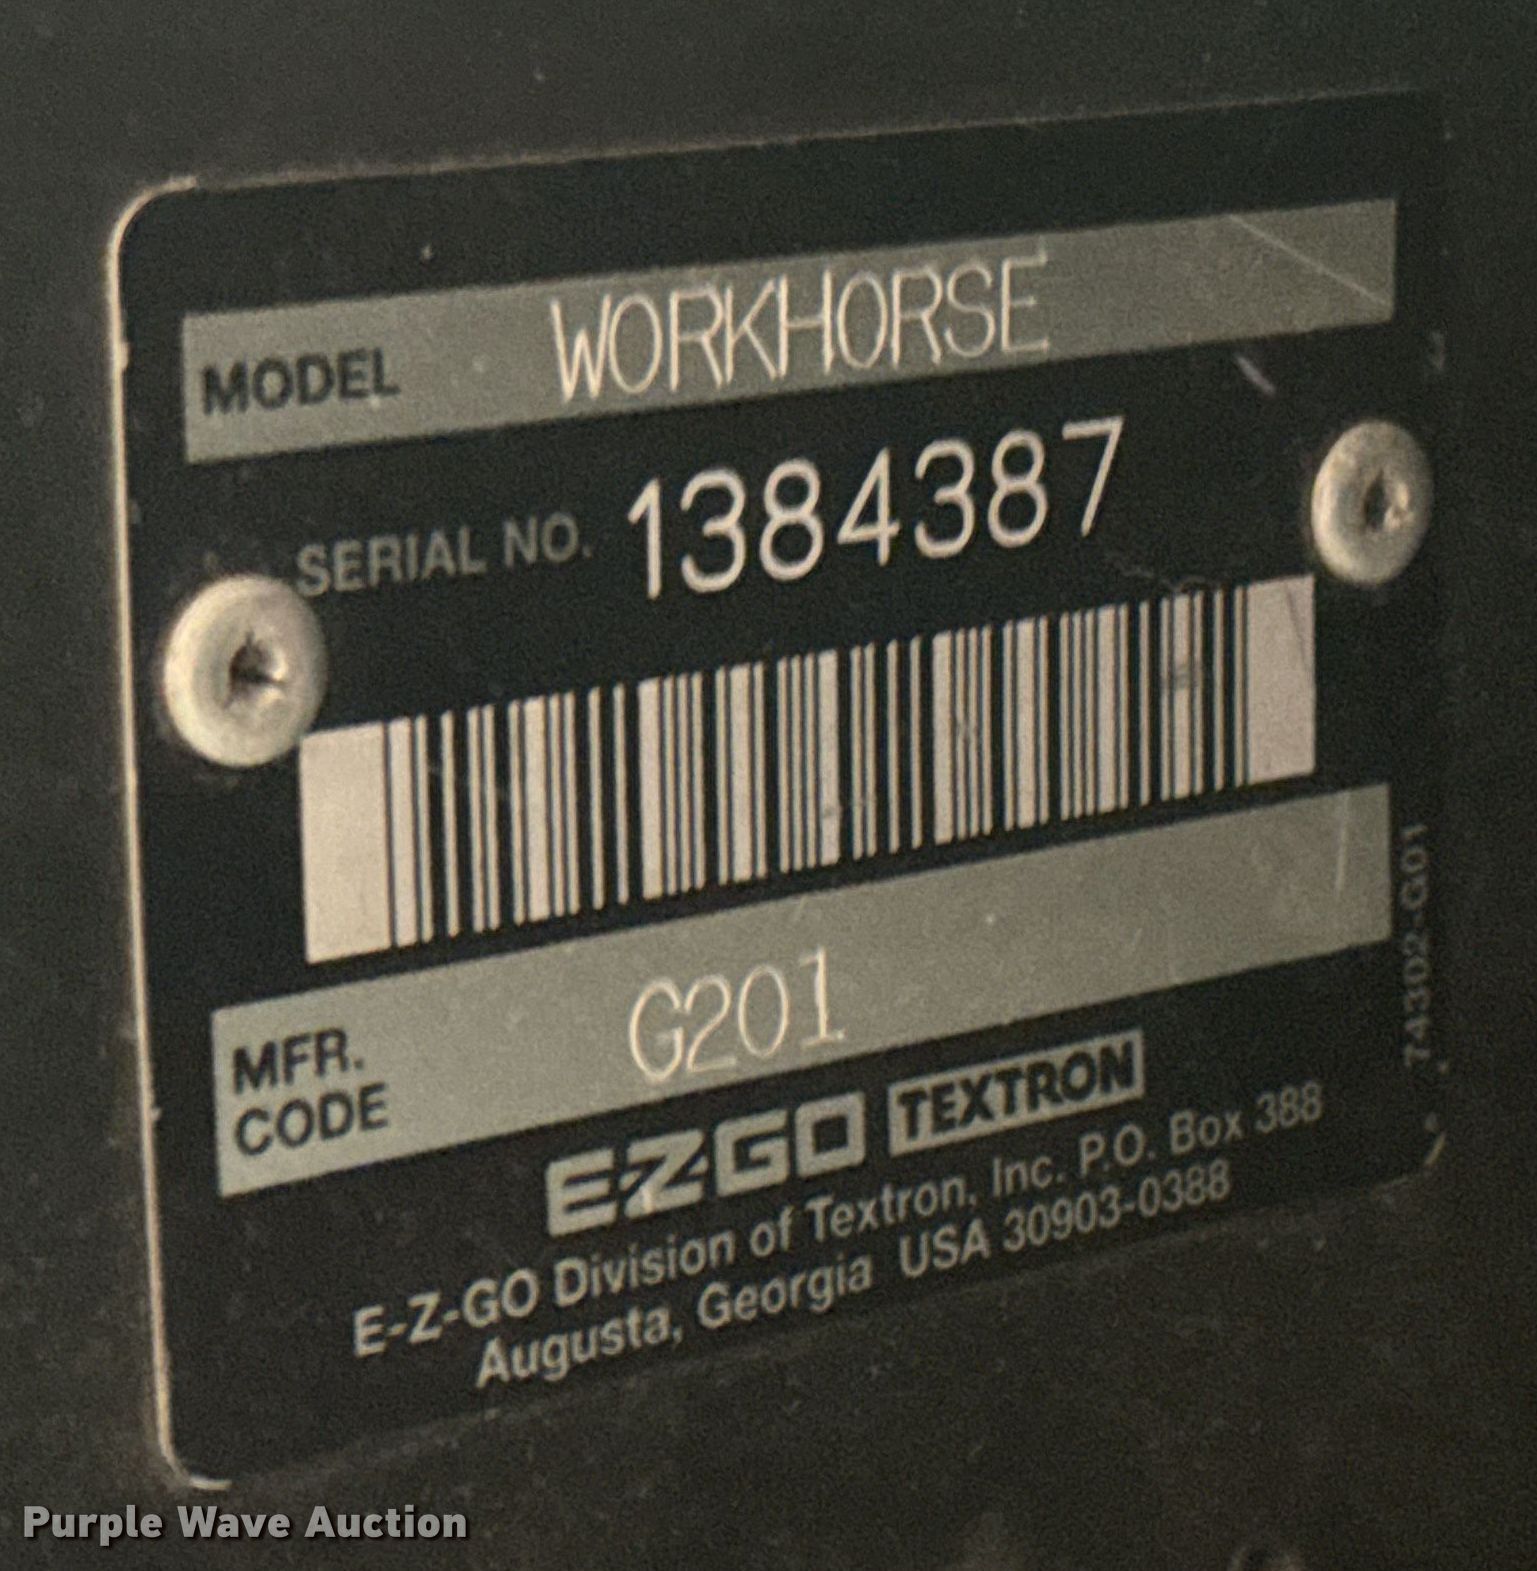 MODEL WORKHORSE
SERIAL NO. 1384387
MFR. CODE G201
E-Z-GO TEXTRON
E-Z-GO Division of Textron, Inc. P.O. Box 388
Augusta, Georgia USA 30903-0388
74302-G01
Purple Wave Auction